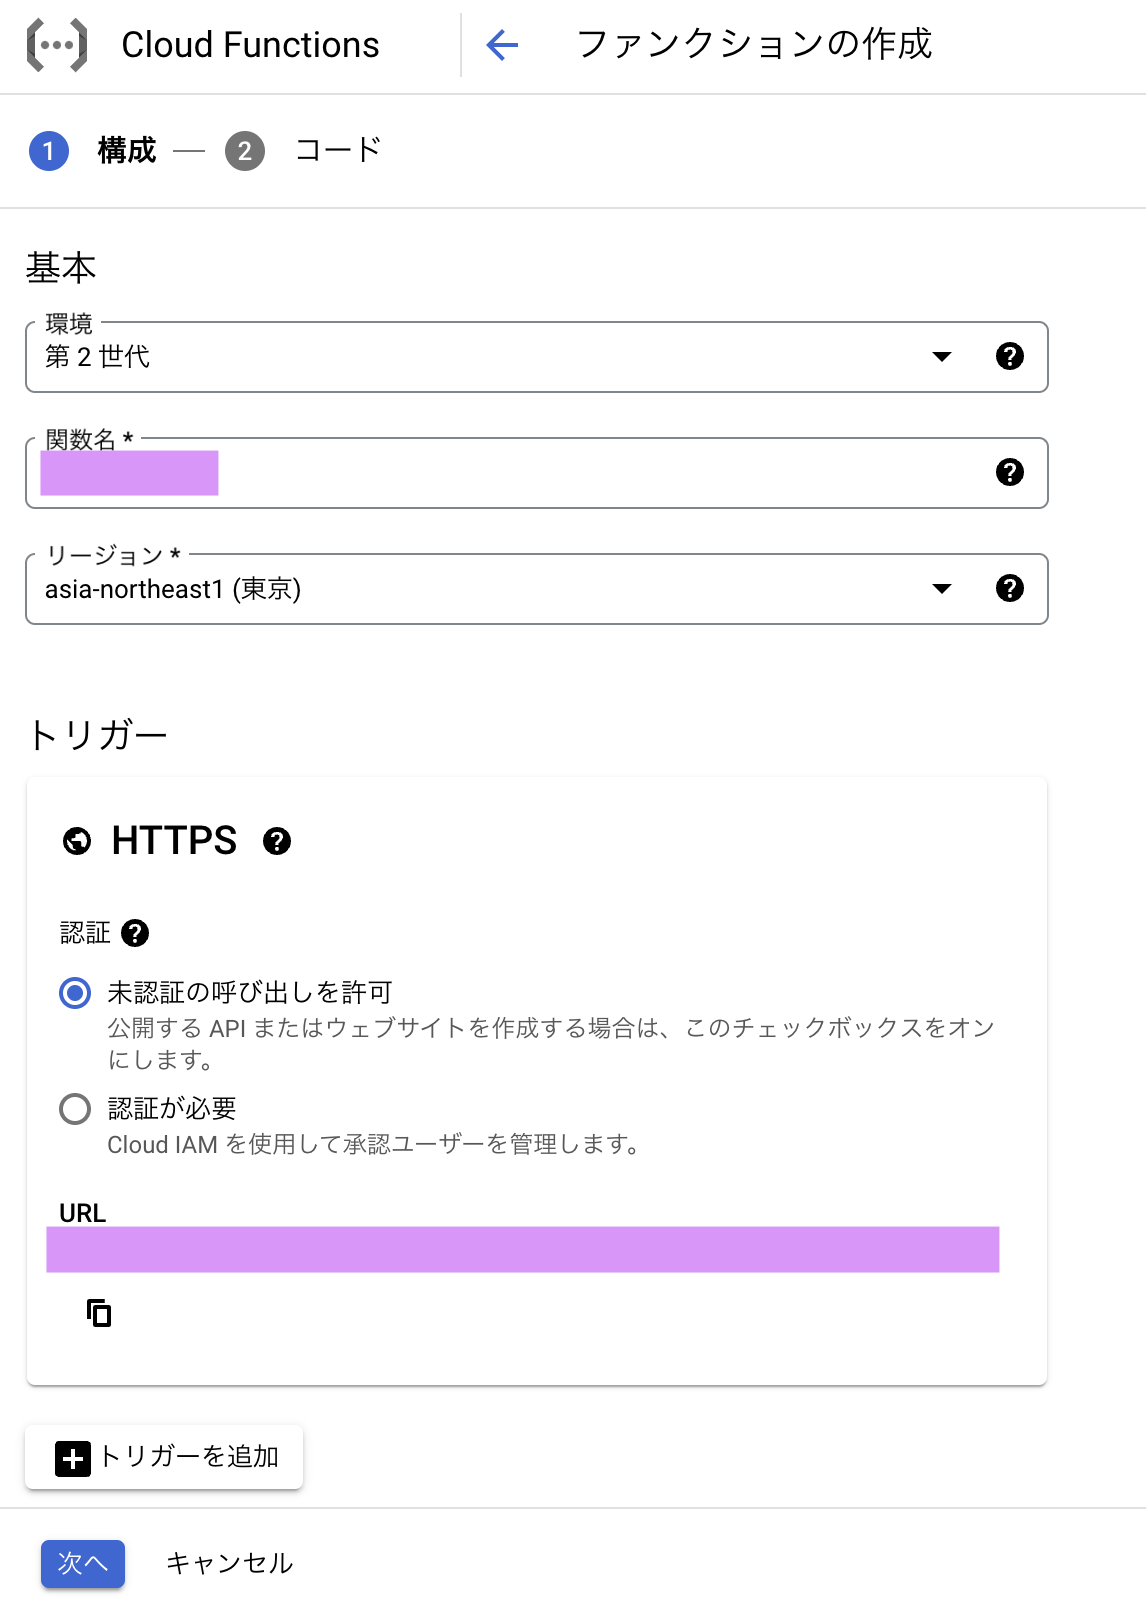 Cloud Functions
ファンクションの作成
1 構成 — 2 コード
基本
環境
第 2 世代
関数名 *
リージョン *
asia-northeast1 (東京)
トリガー
HTTPS
認証
未認証の呼び出しを許可
公開する API またはウェブサイトを作成する場合は、このチェックボックスをオン
にします。
認証が必要
Cloud IAM を使用して承認ユーザーを管理します。
URL
トリガーを追加
次へ
キャンセル